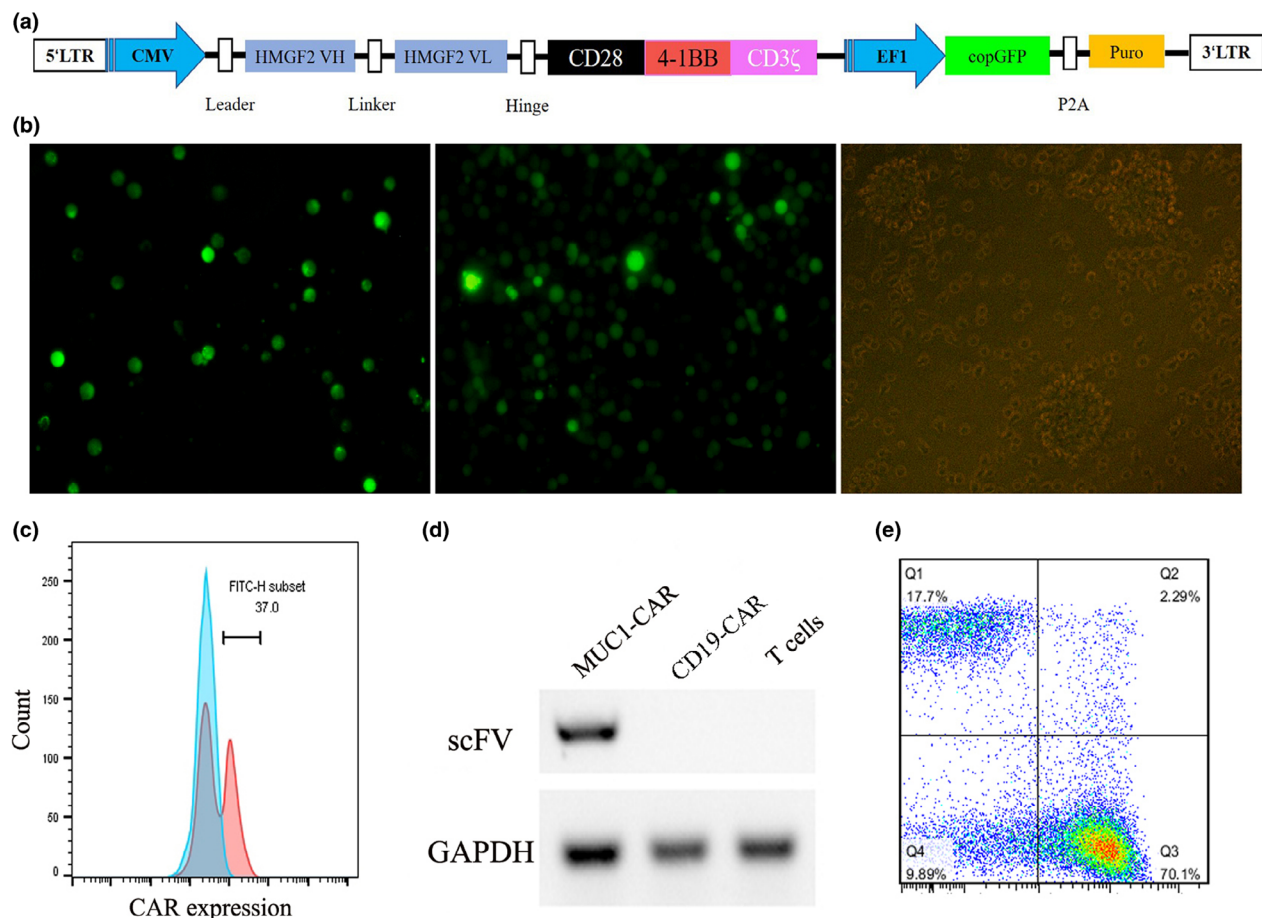 (a)
5'LTR CMV HMGF2 VH HMGF2 VL CD28 4-1BB CD3ζ EF1 copGFP Puro 3'LTR
Leader Linker Hinge P2A
(b)
(c)
FITC-H subset
37.0
250
200
150
100
50
0
Count
CAR expression
(d)
MUC1-CAR CD19-CAR T cells
scFV
GAPDH
(e)
Q1
17.7%
Q2
2.29%
Q4
9.89%
Q3
70.1%